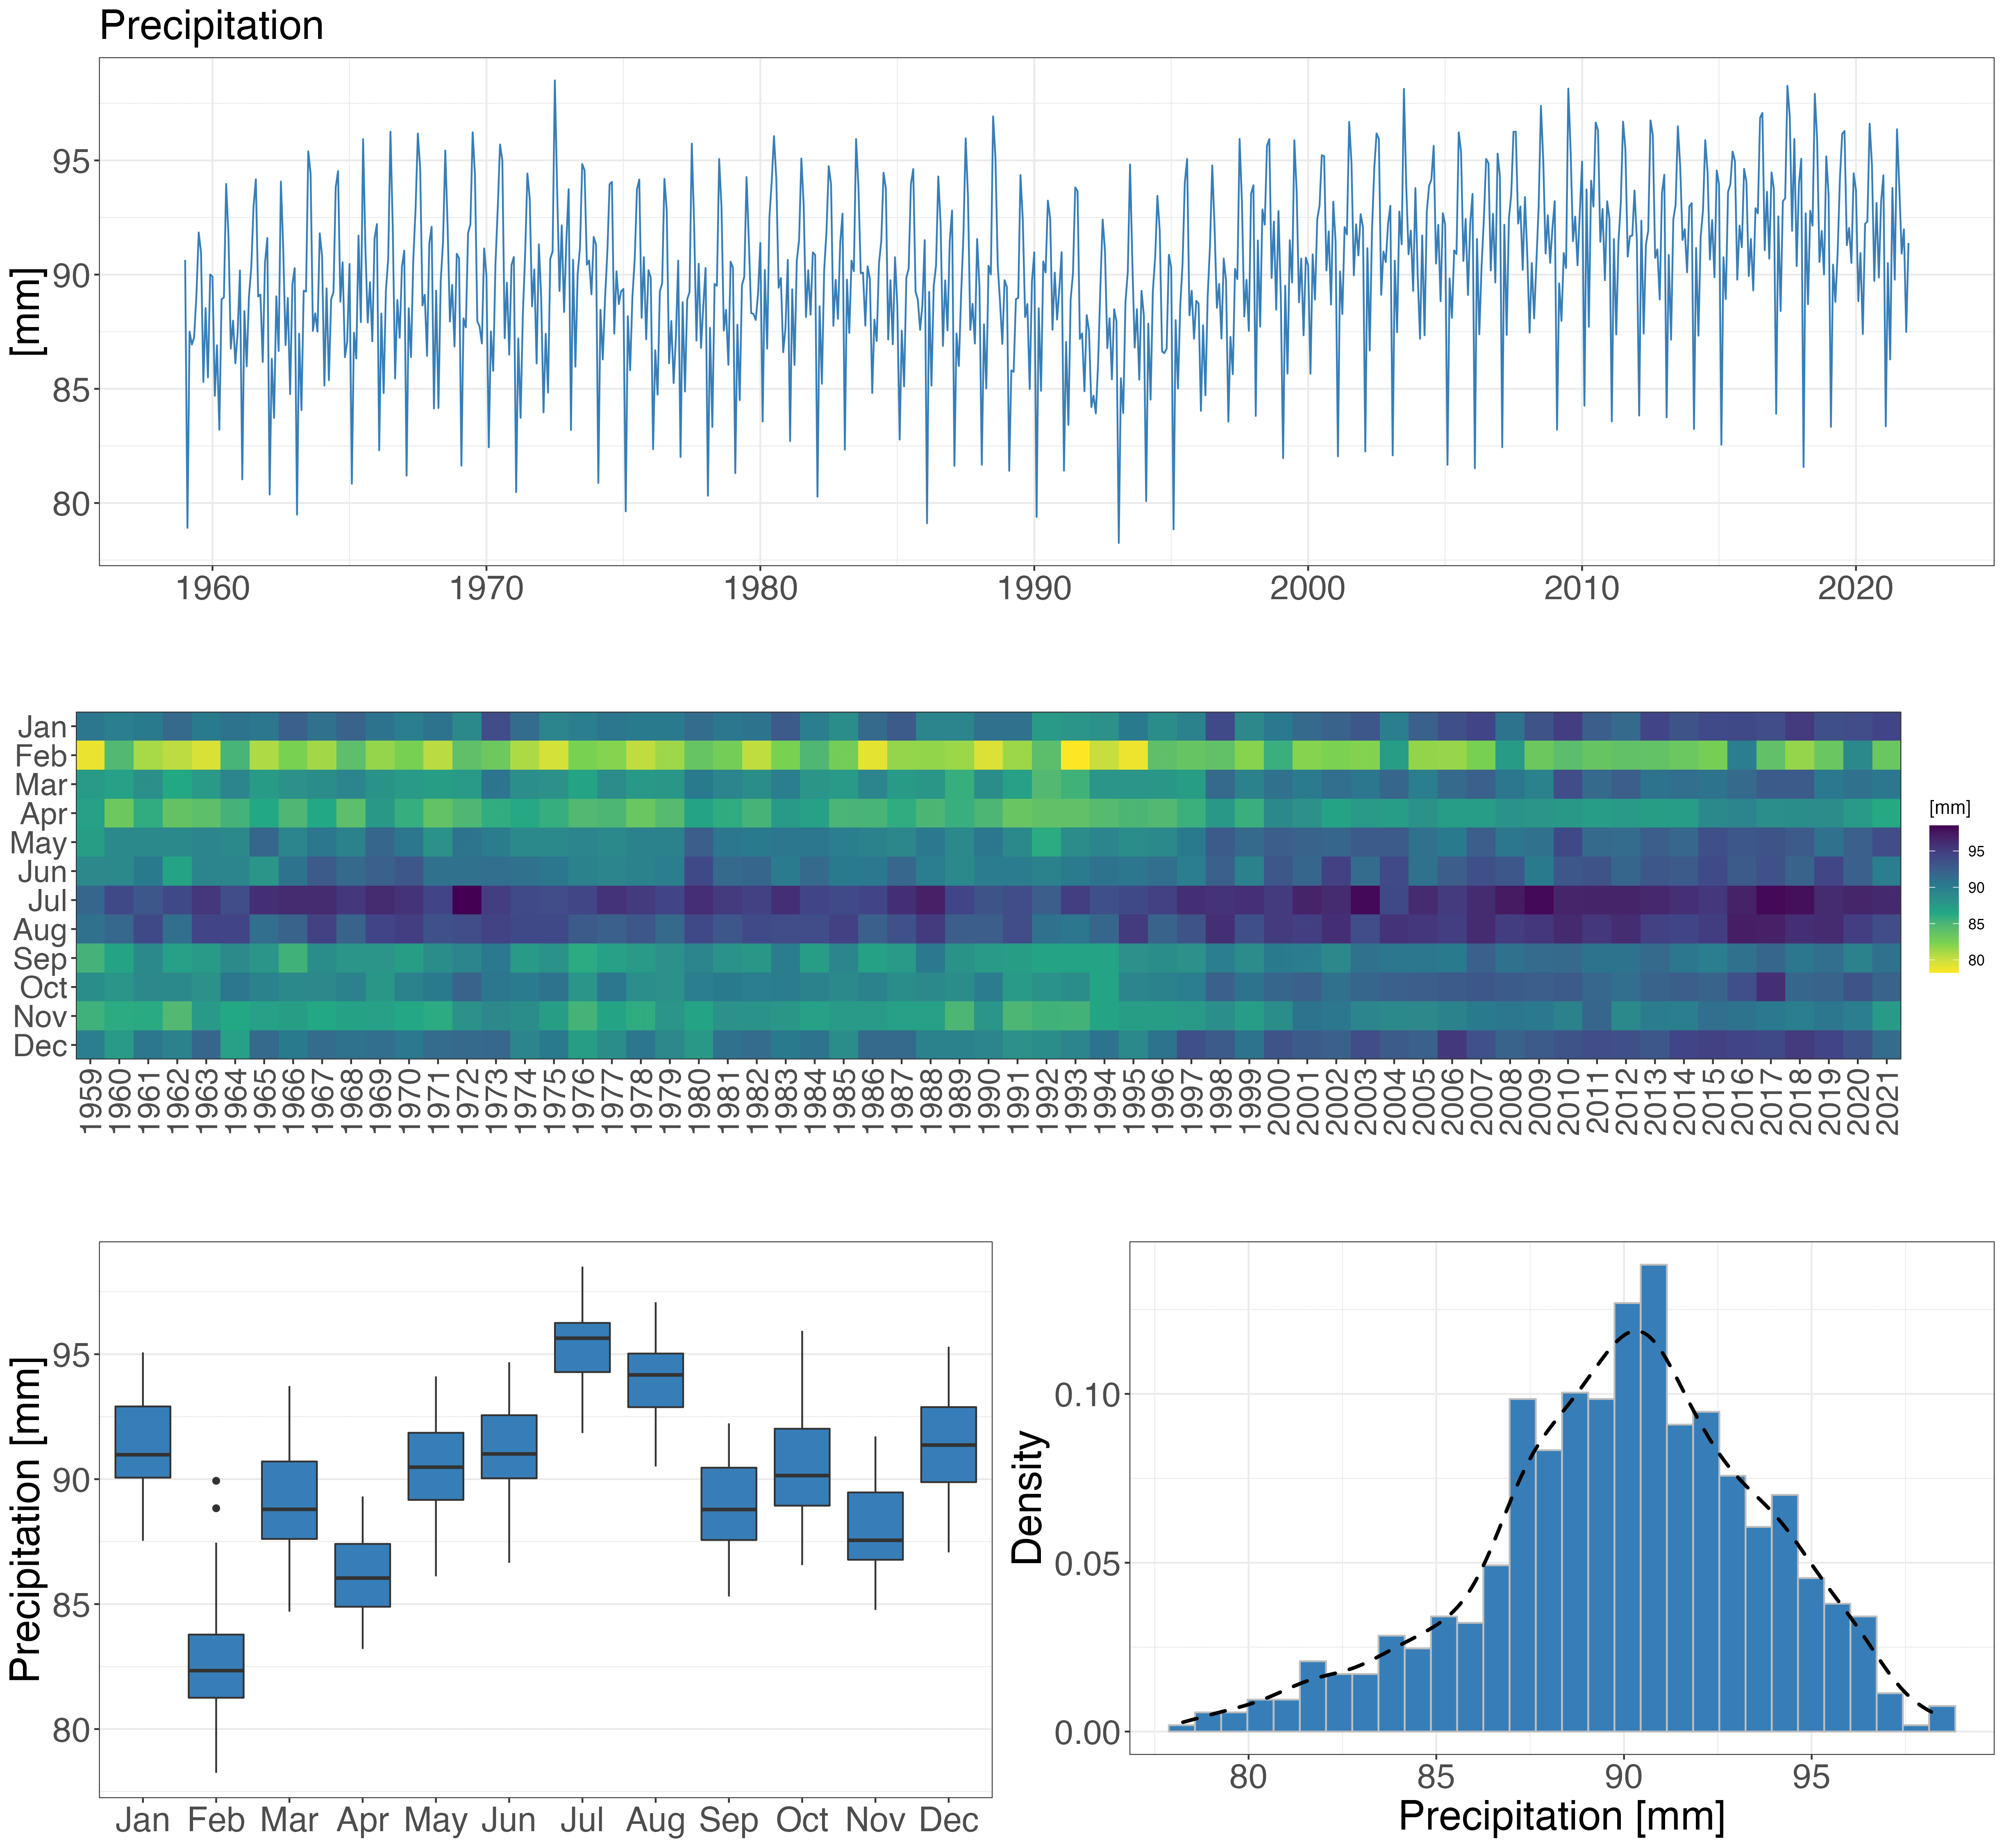 Precipitation
[mm]
95
90
85
80
1960 1970 1980 1990 2000 2010 2020
Jan
Feb
Mar
Apr
May
Jun
Jul
Aug
Sep
Oct
Nov
Dec
1959 1960 1961 1962 1963 1964 1965 1966 1967 1968 1969 1970 1971 1972 1973 1974 1975 1976 1977 1978 1979 1980 1981 1982 1983 1984 1985 1986 1987 1988 1989 1990 1991 1992 1993 1994 1995 1996 1997 1998 1999 2000 2001 2002 2003 2004 2005 2006 2007 2008 2009 2010 2011 2012 2013 2014 2015 2016 2017 2018 2019 2020 2021
[mm]
95
90
85
80
Precipitation [mm]
95
90
85
80
Jan Feb Mar Apr May Jun Jul Aug Sep Oct Nov Dec
Density
0.10
0.05
0.00
80 85 90 95
Precipitation [mm]